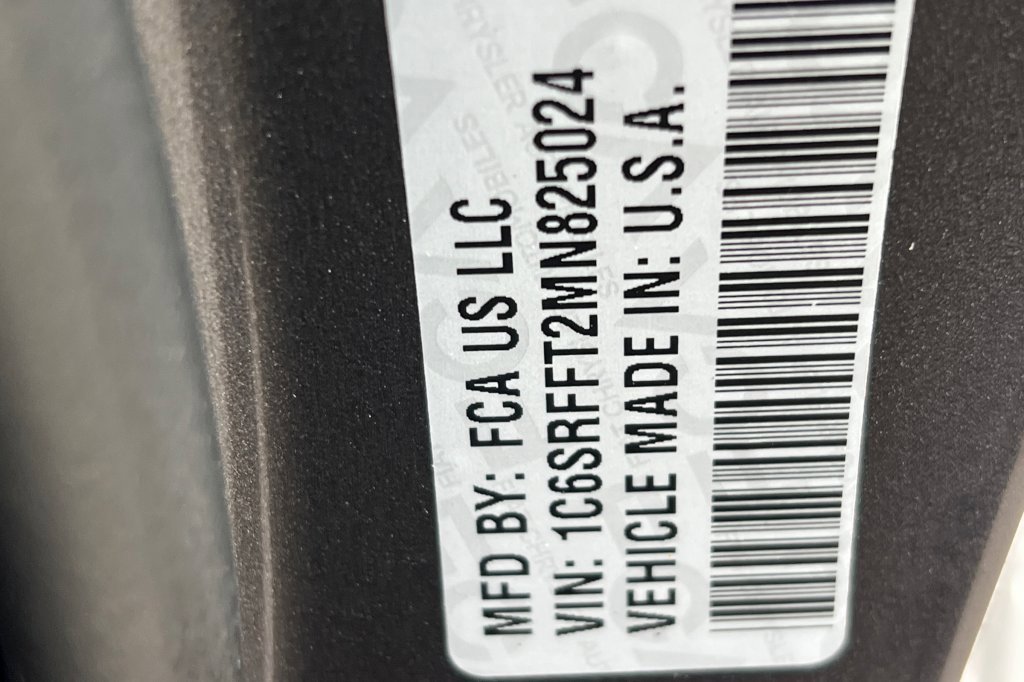 MFD BY: FCA US LLC
VIN: 1C6SRFFT2MN825024
VEHICLE MADE IN: U.S.A.